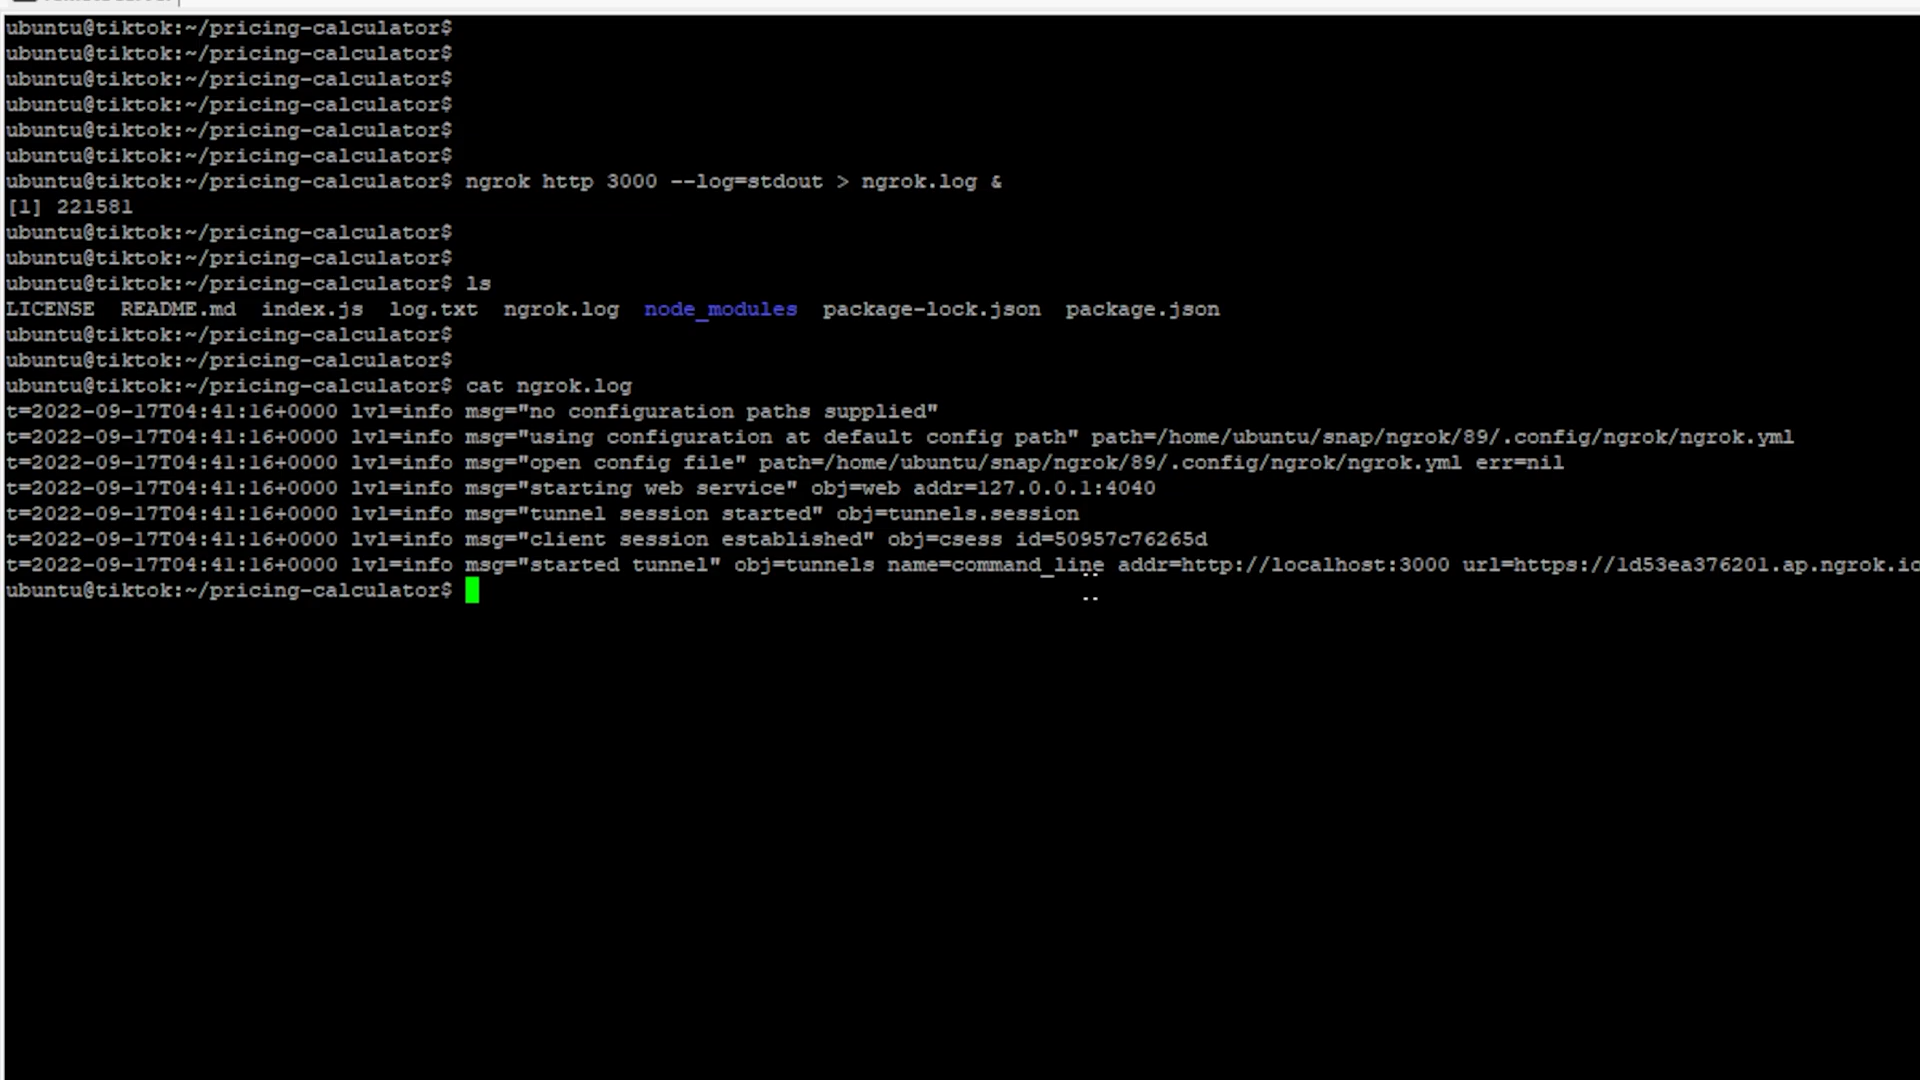 ubuntu@tiktok:~/pricing-calculator$
ubuntu@tiktok:~/pricing-calculator$
ubuntu@tiktok:~/pricing-calculator$
ubuntu@tiktok:~/pricing-calculator$
ubuntu@tiktok:~/pricing-calculator$
ubuntu@tiktok:~/pricing-calculator$
ubuntu@tiktok:~/pricing-calculator$ ngrok http 3000 --log=stdout > ngrok.log &
[1] 221581
ubuntu@tiktok:~/pricing-calculator$
ubuntu@tiktok:~/pricing-calculator$
ubuntu@tiktok:~/pricing-calculator$ ls
LICENSE README.md index.js log.txt ngrok.log node_modules package-lock.json package.json
ubuntu@tiktok:~/pricing-calculator$
ubuntu@tiktok:~/pricing-calculator$
ubuntu@tiktok:~/pricing-calculator$ cat ngrok.log
t=2022-09-17T04:41:16+0000 lvl=info msg="no configuration paths supplied"
t=2022-09-17T04:41:16+0000 lvl=info msg="using configuration at default config path" path=/home/ubuntu/snap/ngrok/89/.config/ngrok/ngrok.yml
t=2022-09-17T04:41:16+0000 lvl=info msg="open config file" path=/home/ubuntu/snap/ngrok/89/.config/ngrok/ngrok.yml err=nil
t=2022-09-17T04:41:16+0000 lvl=info msg="starting web service" obj=web addr=127.0.0.1:4040
t=2022-09-17T04:41:16+0000 lvl=info msg="tunnel session started" obj=tunnels.session
t=2022-09-17T04:41:16+0000 lvl=info msg="client session established" obj=csess id=50957c76265d
t=2022-09-17T04:41:16+0000 lvl=info msg="started tunnel" obj=tunnels name=command_line addr=http://localhost:3000 url=https://1d53ea376201.ap.ngrok.io
ubuntu@tiktok:~/pricing-calculator$